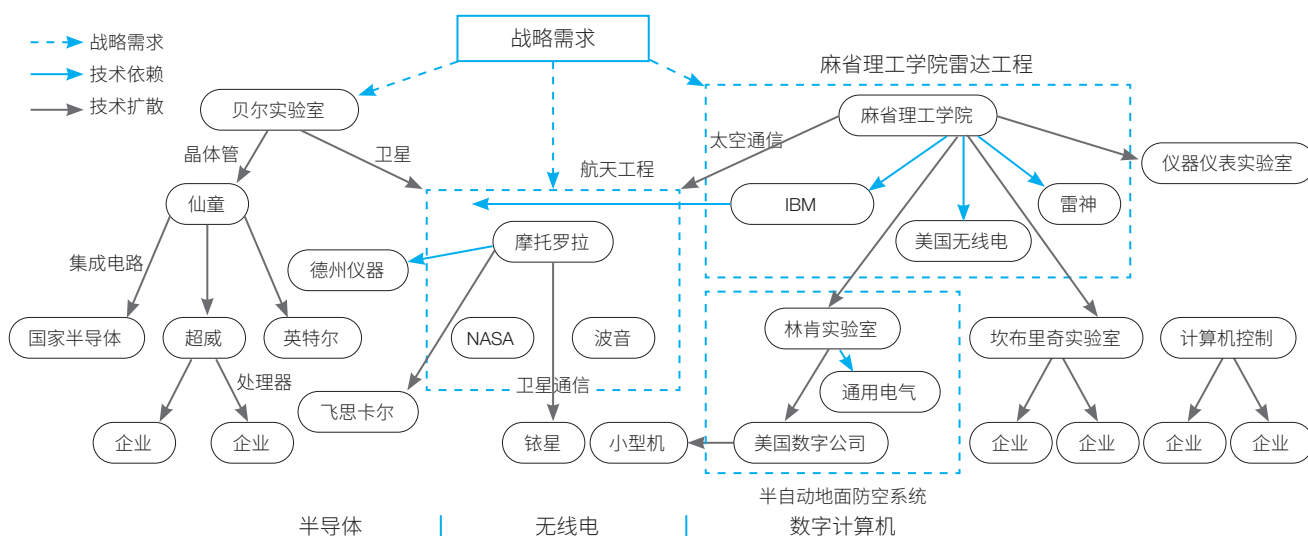 战略需求
战略需求
技术依赖
技术扩散
麻省理工学院雷达工程
贝尔实验室
麻省理工学院
晶体管
卫星
太空通信
航天工程
仪器仪表实验室
仙童
IBM
雷神
摩托罗拉
美国无线电
集成电路
德州仪器
国家半导体
超威
英特尔
NASA
波音
林肯实验室
坎布里奇实验室
计算机控制
处理器
卫星通信
通用电气
飞思卡尔
企业
企业
铱星
小型机
美国数字公司
企业
企业
企业
企业
半自动地面防空系统
半导体
无线电
数字计算机